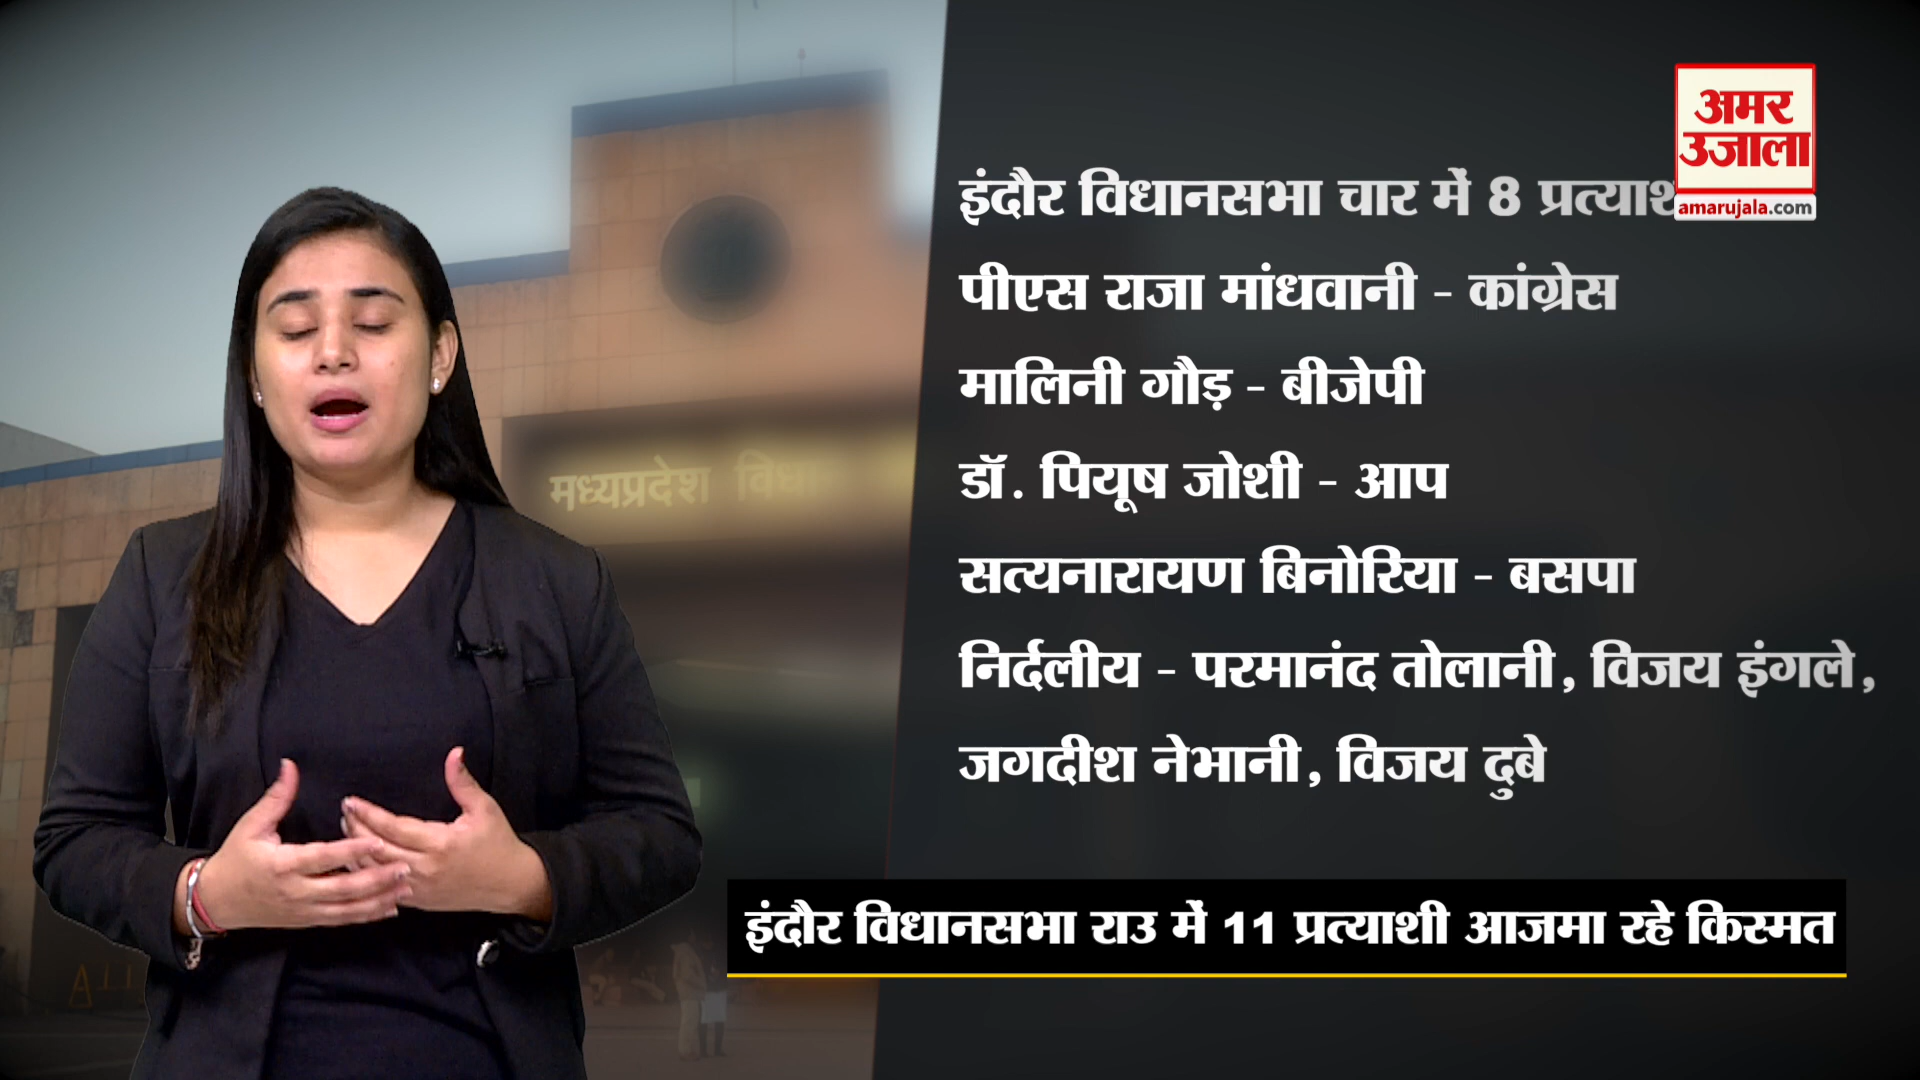 अमर
उजाला
amarujala.com
इंदौर विधानसभा चार में 8
पीएस राजा मांधवानी - कांग्रेस
मालिनी गौड़ - बीजेपी
डॉ. पियूष जोशी - आप
सत्यनारायण बिनोरिया - बसपा
निर्दलीय - परमानंद तोलानी, विजय इंगले,
जगदीश नेभानी, विजय दुबे
मध्यप्रदेश
इंदौर विधानसभा राउ में 11 प्रत्याशी आजमा रहे किस्मत